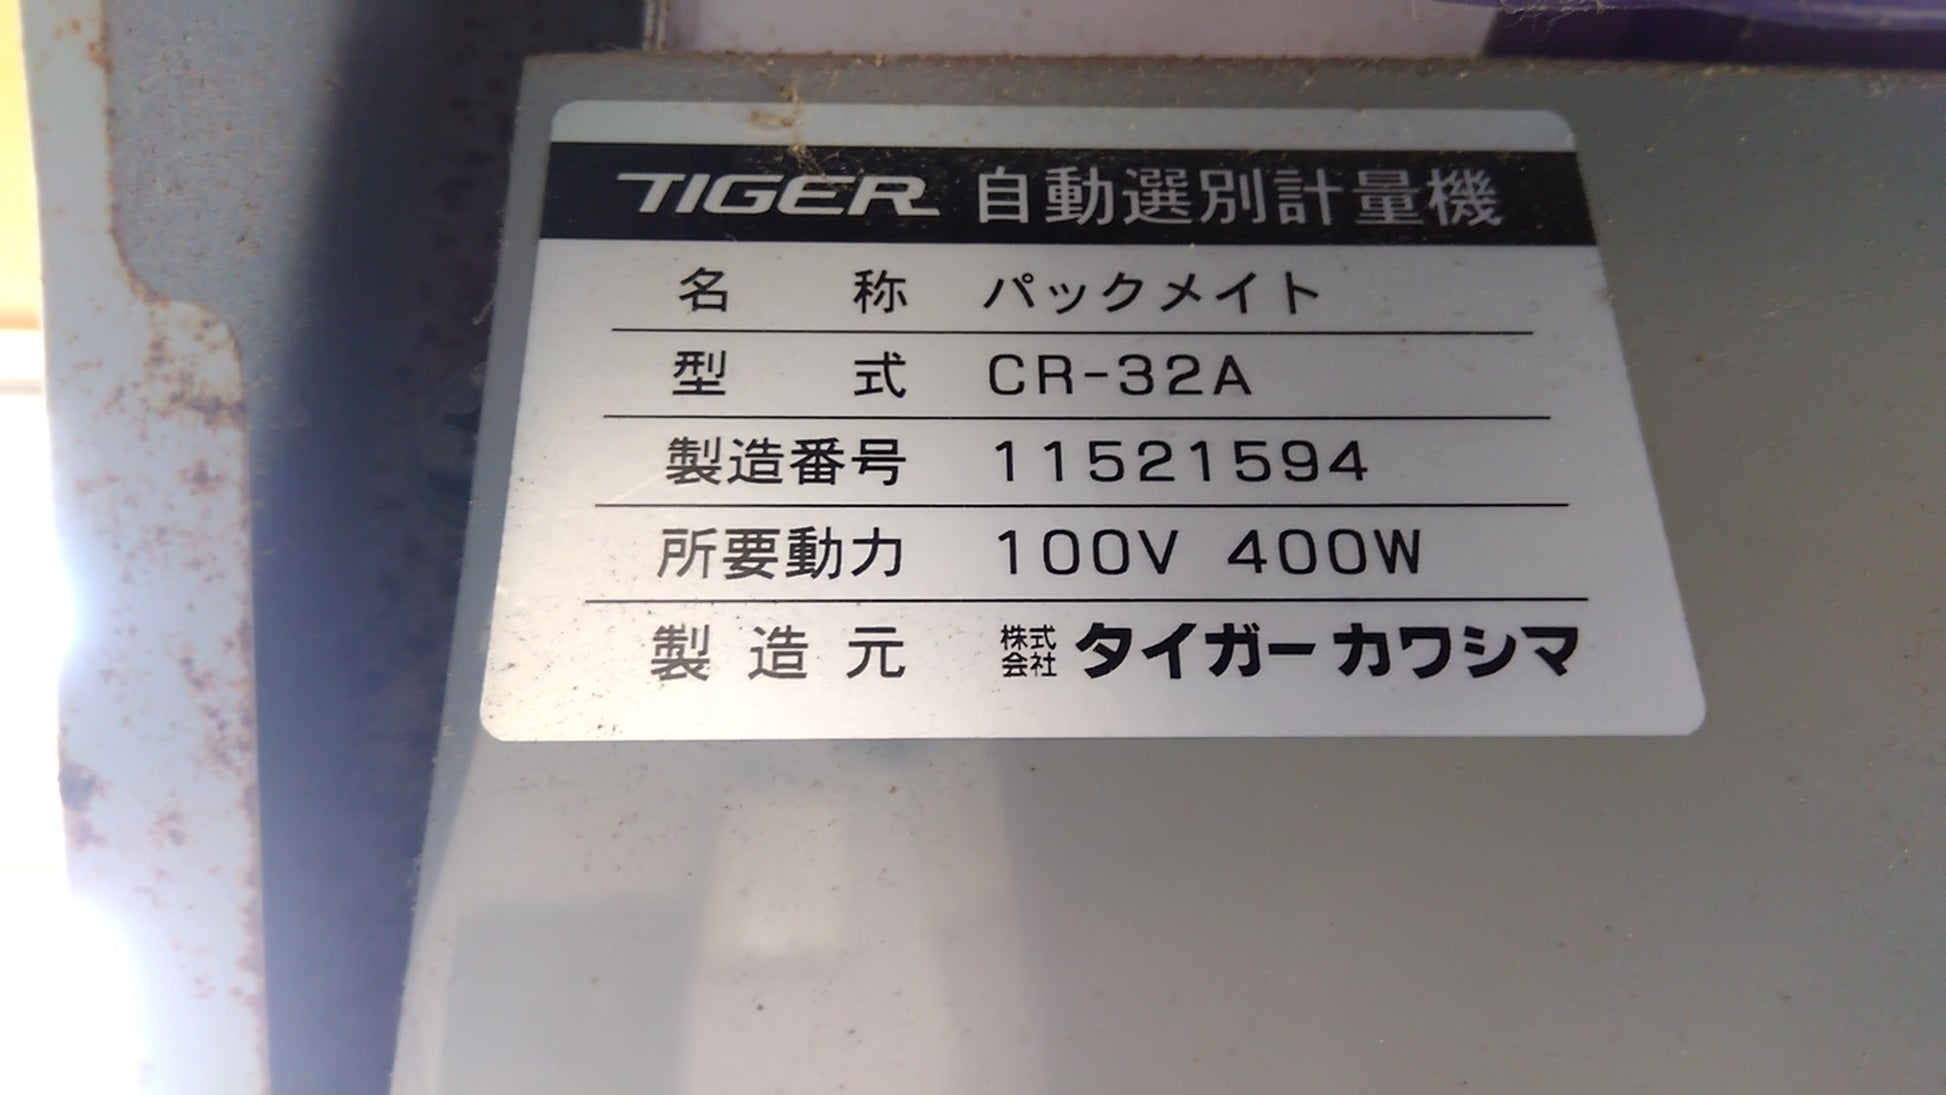 TIGER 自動選別計量機
名称 パックメイト
型式 CR-32A
製造番号 11521594
所要動力 100V 400W
製造元 株式会社 タイガーカワシマ